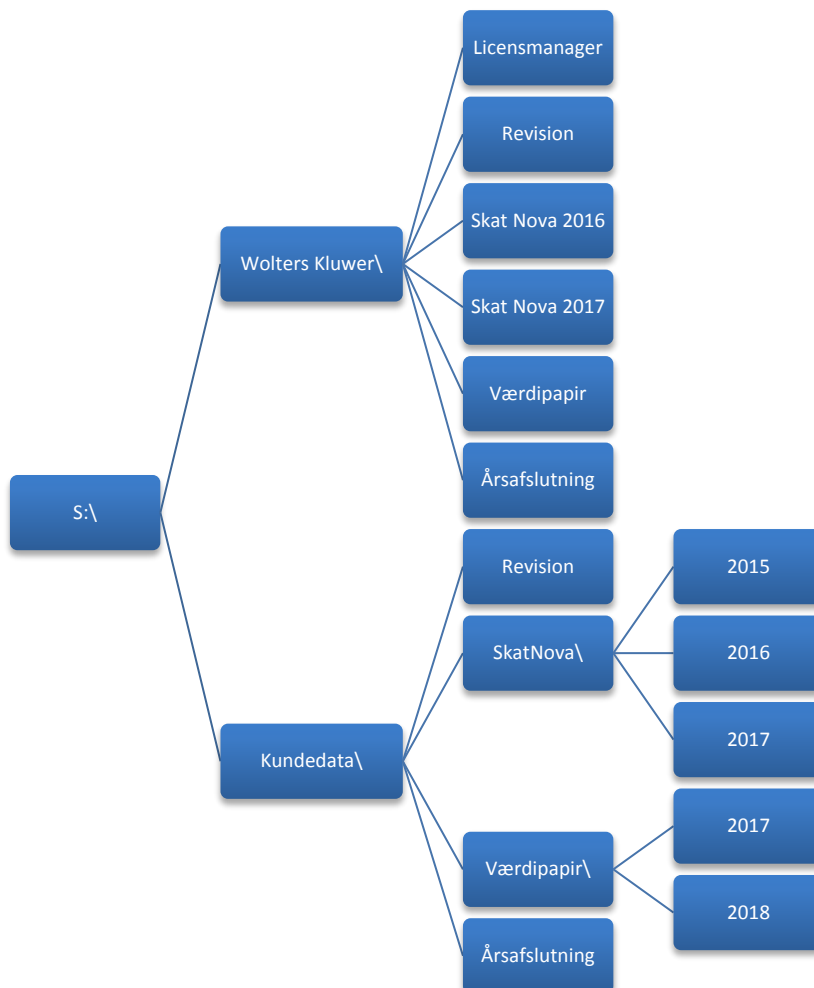 Licensmanager
Revision
Skat Nova 2016
Wolters Kluwer\
Skat Nova 2017
Værdipapir
Årsafslutning
S:\
Revision
2015
SkatNova\
2016
2017
Kundedata\
2017
Værdipapir\
2018
Årsafslutning